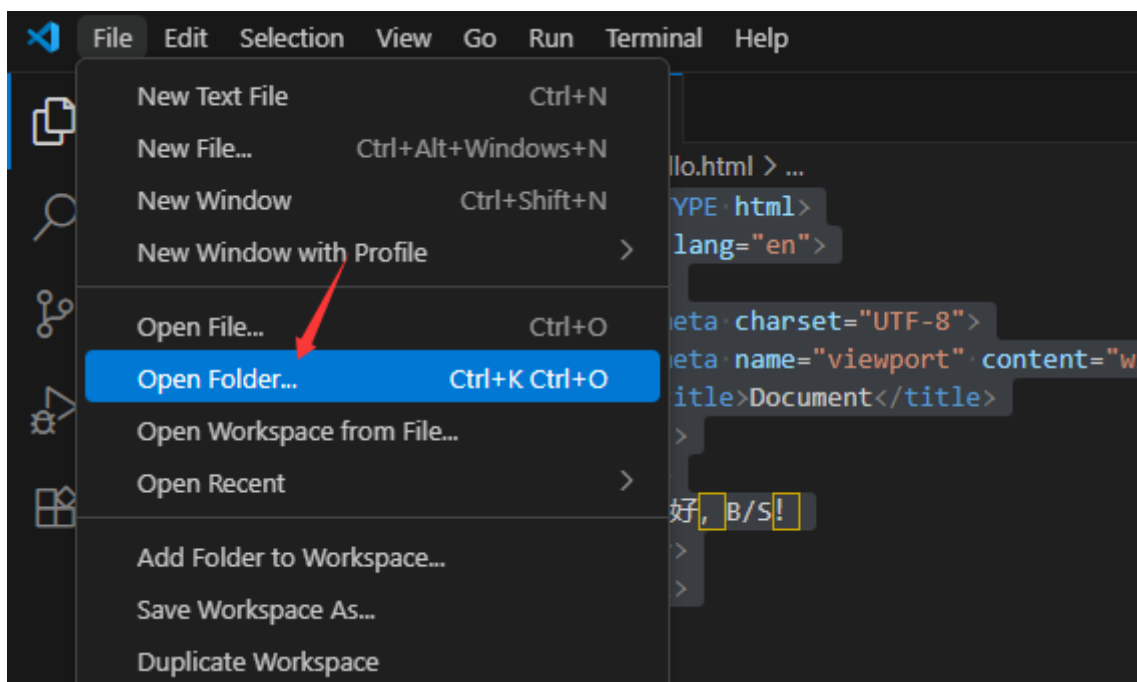 File Edit Selection View Go Run Terminal Help
New Text File Ctrl+N
New File... Ctrl+Alt+Windows+N
New Window Ctrl+Shift+N
New Window with Profile
Open File... Ctrl+O
Open Folder... Ctrl+K Ctrl+O
Open Workspace from File...
Open Recent
Add Folder to Workspace...
Save Workspace As...
Duplicate Workspace
llo.html > ...
YPE html>
lang="en">
eta charset="UTF-8">
eta name="viewport" content="w
itle>Document</title>
>
好，B/S！
>
>